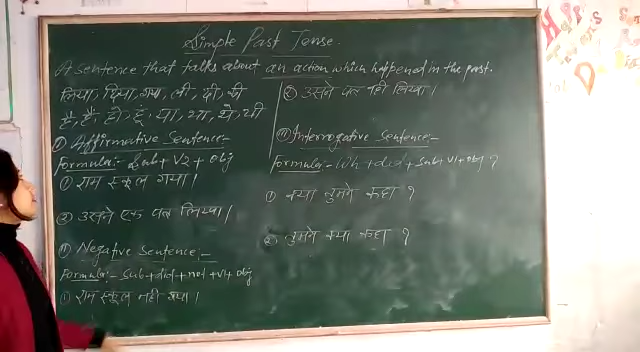 Simple Past Tense.
A sentence that talks about an action which happened in the past.
लिया, दिया, गया, ली, दी, की
है, हैं, हो, हूं, या, था, थे, थी
① Affirmative Sentence:-
Formula:- Sub + V2 + obj
① राम स्कूल गया।
② उसने एक पत्र लिखा।
⑪ Negative Sentence:-
Formula:- Sub + did + not + V1 + obj
① राम स्कूल नही गया।
② उसने पत्र नही लिखा।
⑪ Interrogative Sentence:-
Formula:- Wh + did + Sub + V1 + obj ?
① क्या तुमने कहा ?
② तुमने क्या कहा ?